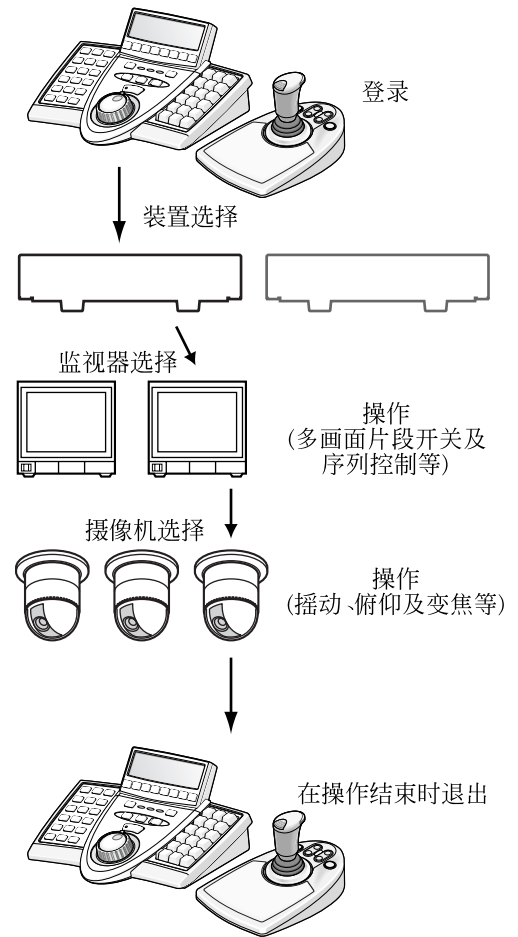 登录
装置选择
监视器选择
操作
(多画面片段开关及
序列控制等)
摄像机选择
操作
(摇动、俯仰及变焦等)
在操作结束时退出